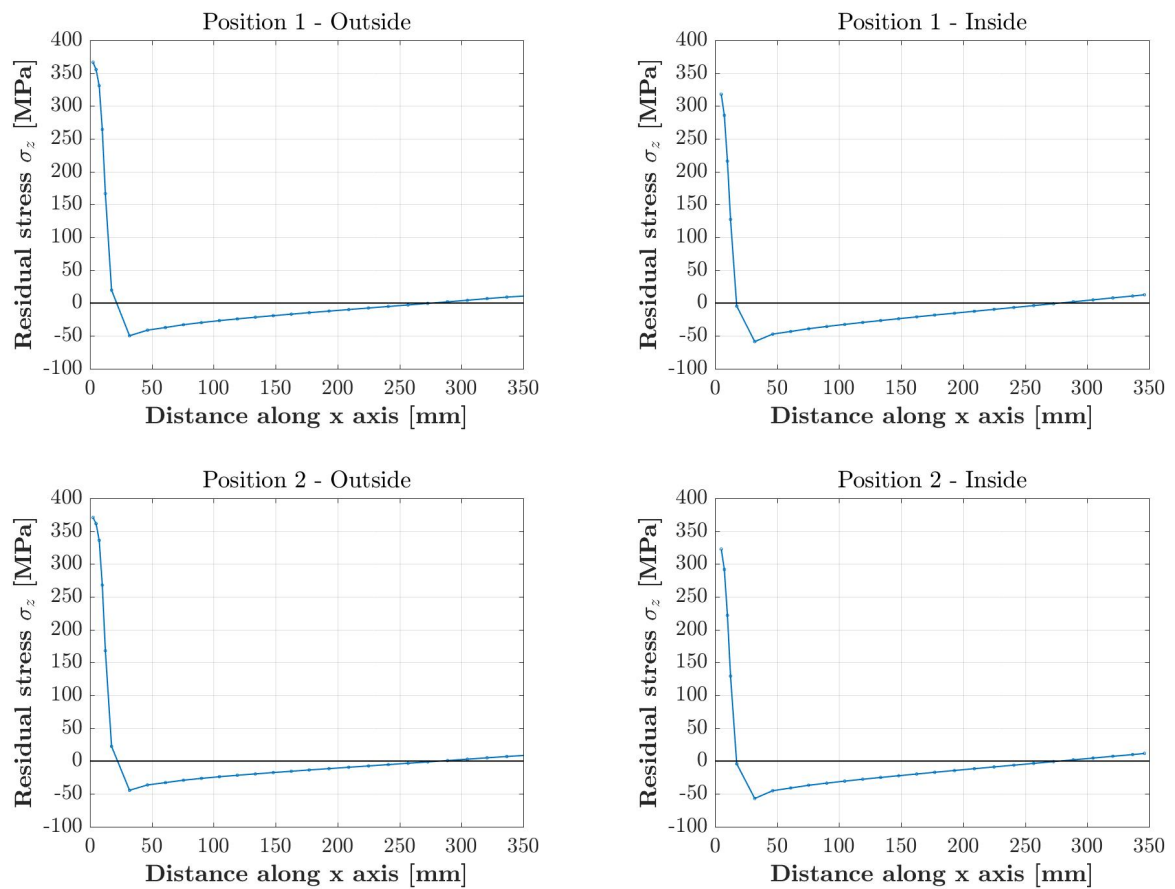 Position 1 - Outside
400
350
300
250
200
150
100
50
0
-50
-100
Residual stress σz [MPa]
0 50 100 150 200 250 300 350
Distance along x axis [mm]
Position 1 - Inside
400
350
300
250
200
150
100
50
0
-50
-100
Residual stress σz [MPa]
0 50 100 150 200 250 300 350
Distance along x axis [mm]
Position 2 - Outside
400
350
300
250
200
150
100
50
0
-50
-100
Residual stress σz [MPa]
0 50 100 150 200 250 300 350
Distance along x axis [mm]
Position 2 - Inside
400
350
300
250
200
150
100
50
0
-50
-100
Residual stress σz [MPa]
0 50 100 150 200 250 300 350
Distance along x axis [mm]